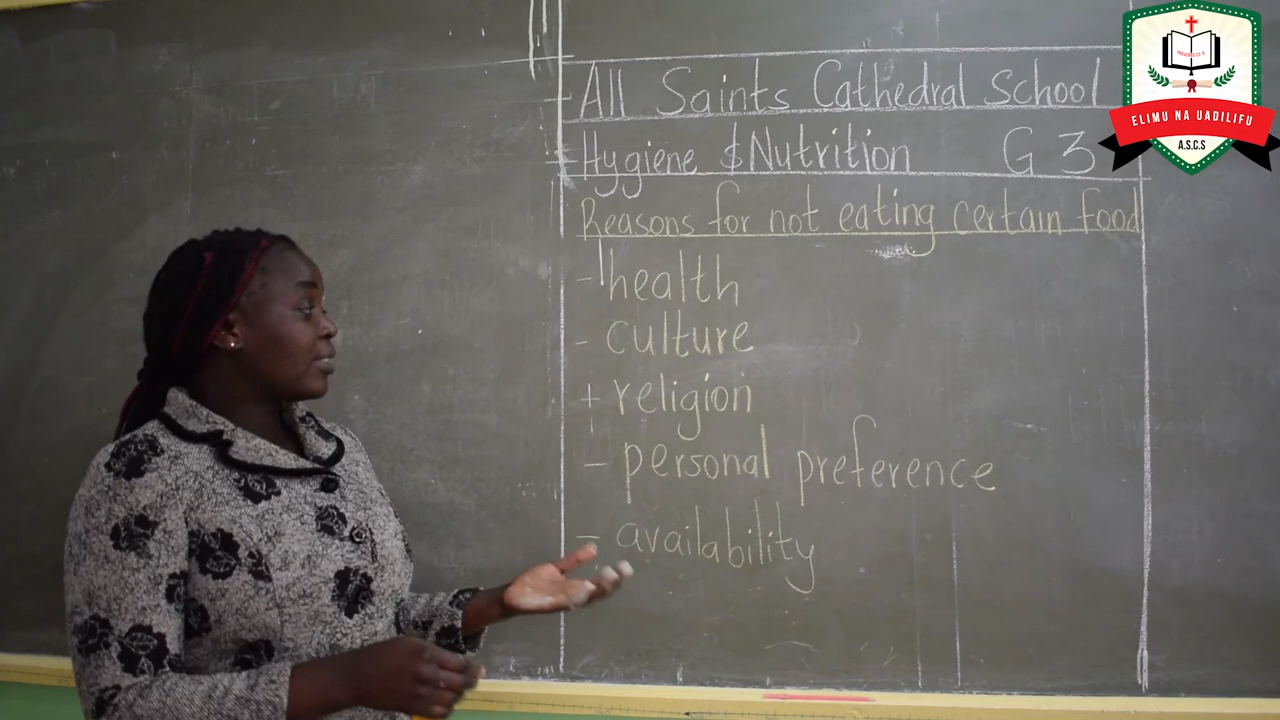 All Saints Cathedral School
Hygiene & Nutrition G 3
Reasons for not eating certain food
- health
- culture
+ religion
- personal preference
- availability
ELIMU NA UADILIFU
A.S.C.S